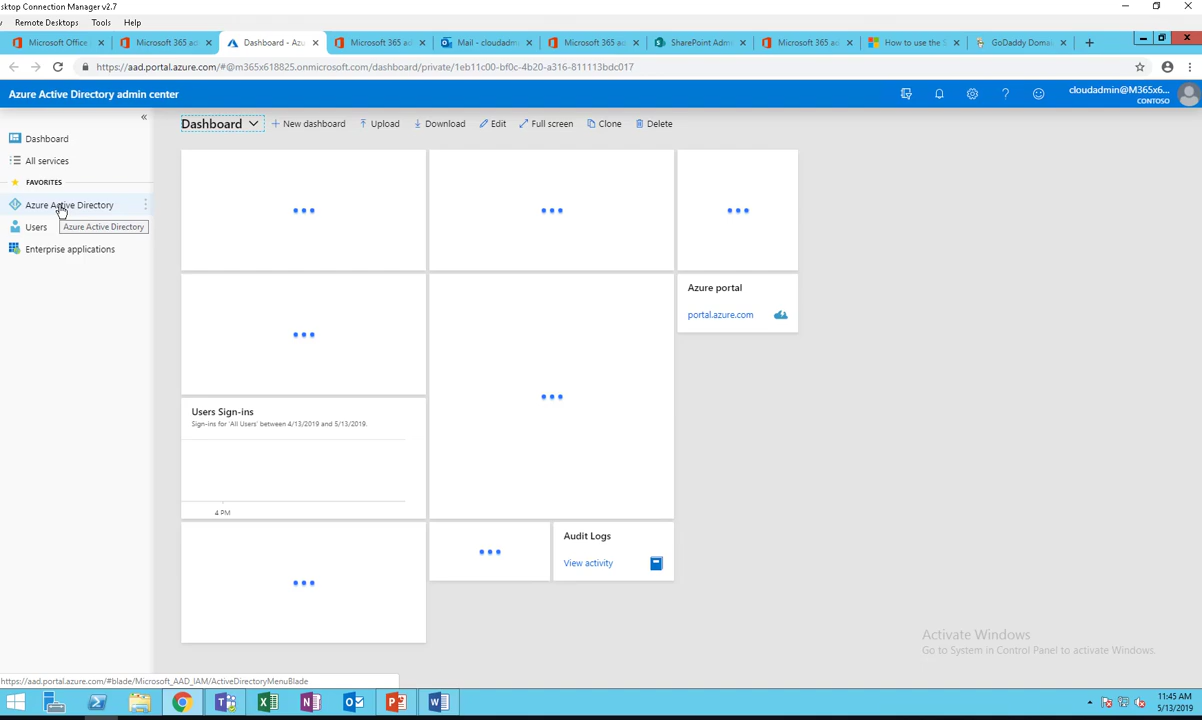 sktop Connection Manager v2.7
Remote Desktops Tools Help
Microsoft Office
Microsoft 365 ad
Dashboard - Azu
Microsoft 365 ad
Mail - cloudadmi
Microsoft 365 ad
SharePoint Admi
Microsoft 365 ad
How to use the S
GoDaddy Domai
https://aad.portal.azure.com/#@m365x618825.onmicrosoft.com/dashboard/private/1eb11c00-bf0c-4b20-a316-811113bdc017
Azure Active Directory admin center
cloudadmin@M365x6...
CONTOSO
Dashboard
New dashboard
Upload
Download
Edit
Full screen
Clone
Delete
Dashboard
All services
FAVORITES
Azure Active Directory
Users
Azure Active Directory
Enterprise applications
Azure portal
portal.azure.com
Users Sign-ins
Sign-ins for 'All Users' between 4/13/2019 and 5/13/2019.
4 PM
Audit Logs
View activity
Activate Windows
Go to System in Control Panel to activate Windows.
https://aad.portal.azure.com/#blade/Microsoft_AAD_IAM/ActiveDirectoryMenuBlade
11:45 AM
5/13/2019